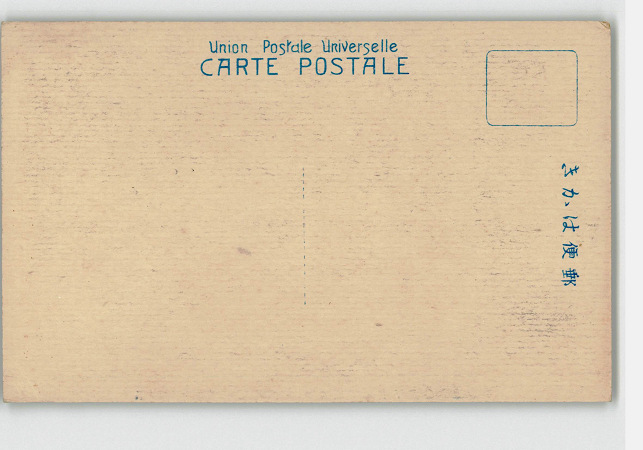 Union Postale Universelle
CARTE POSTALE
郵便はかき